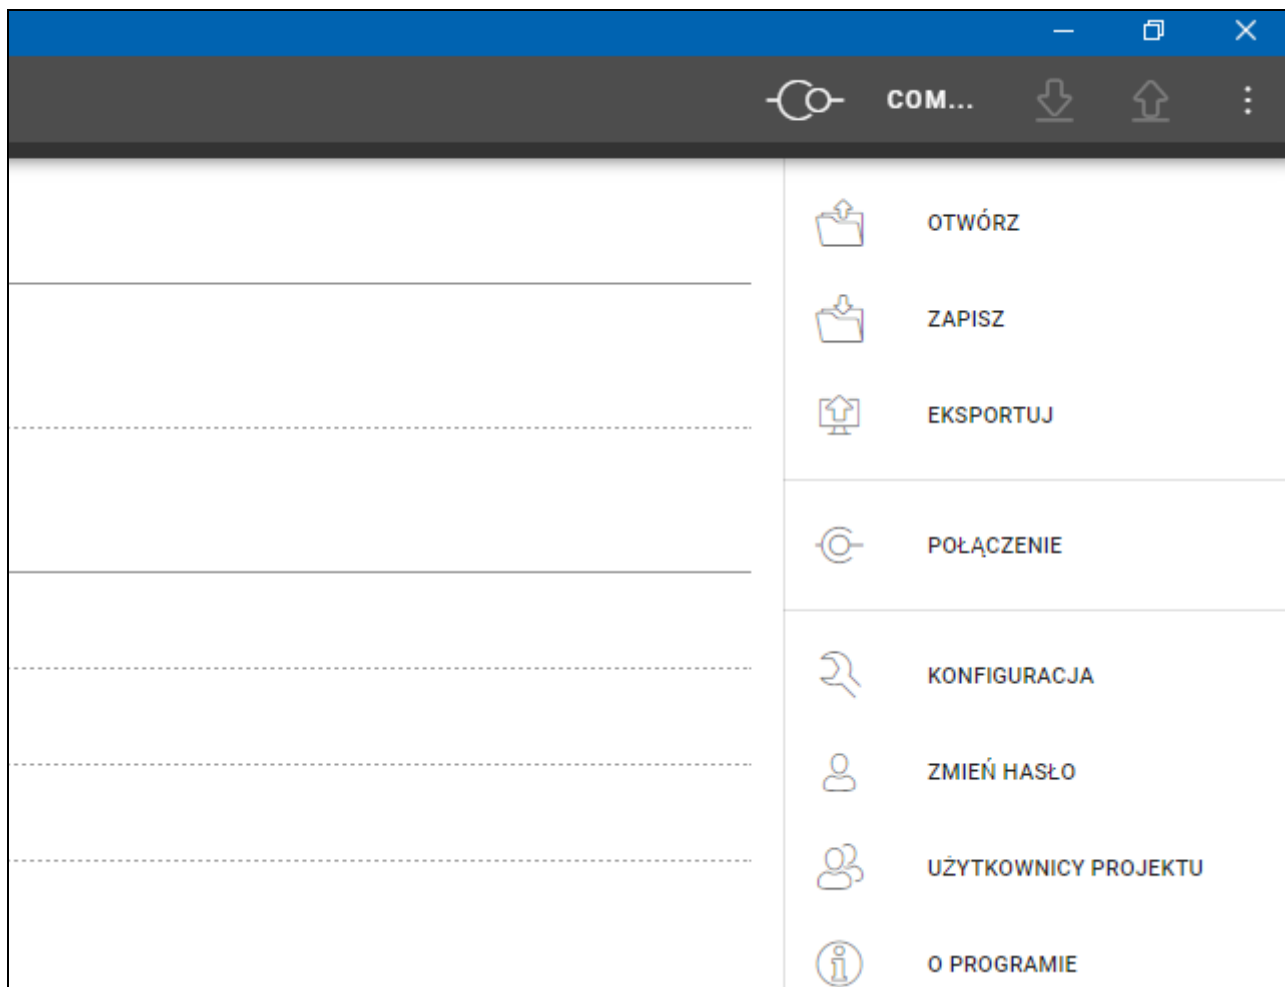 COM...
OTWÓRZ
ZAPISZ
EKSPORTUJ
POŁĄCZENIE
KONFIGURACJA
ZMIEŃ HASŁO
UŻYTKOWNICY PROJEKTU
O PROGRAMIE